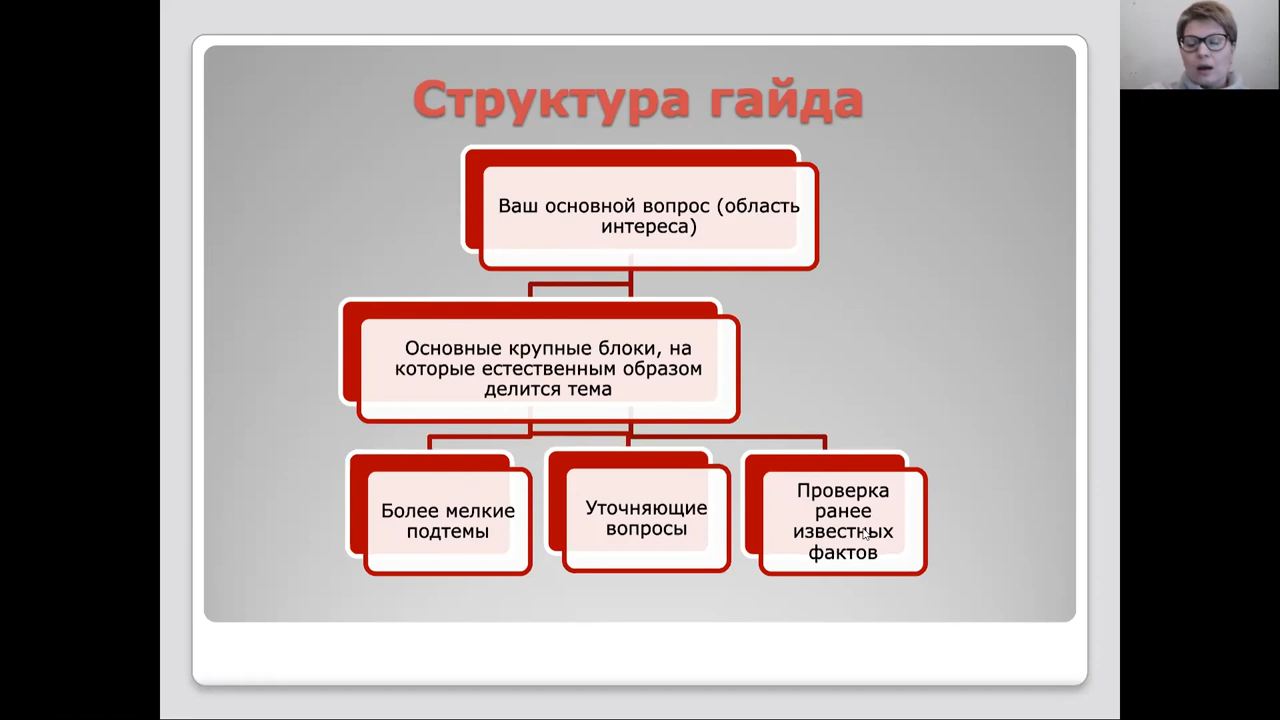 Структура гайда
Ваш основной вопрос (область
интереса)
Основные крупные блоки, на
которые естественным образом
делится тема
Более мелкие
подтемы
Уточняющие
вопросы
Проверка
ранее
известных
фактов